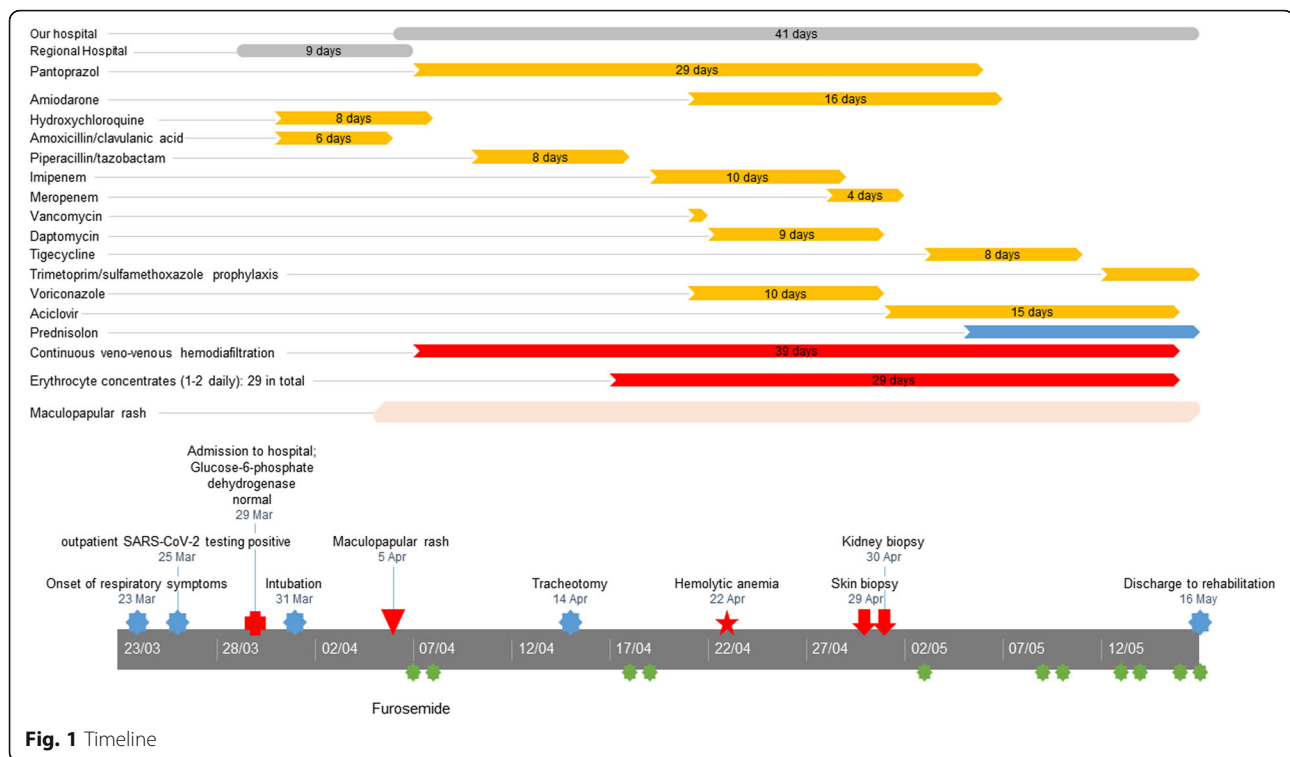 Our hospital 41 days
Regional Hospital 9 days
Pantoprazol 29 days
Amiodarone 16 days
Hydroxychloroquine 8 days
Amoxicillin/clavulanic acid 6 days
Piperacillin/tazobactam 8 days
Imipenem 10 days
Meropenem 4 days
Vancomycin
Daptomycin 9 days
Tigecycline 8 days
Trimetoprim/sulfamethoxazole prophylaxis
Voriconazole 10 days
Aciclovir 15 days
Prednisolon
Continuous veno-venous hemodiafiltration 39 days
Erythrocyte concentrates (1-2 daily): 29 in total 29 days
Maculopapular rash
Admission to hospital;
Glucose-6-phosphate
dehydrogenase
normal
29 Mar
outpatient SARS-CoV-2 testing positive
25 Mar
Onset of respiratory symptoms
23 Mar
Intubation
31 Mar
Maculopapular rash
5 Apr
Tracheotomy
14 Apr
Hemolytic anemia
22 Apr
Kidney biopsy
30 Apr
Skin biopsy
29 Apr
Discharge to rehabilitation
16 May
23/03 28/03 02/04 07/04 12/04 17/04 22/04 27/04 02/05 07/05 12/05
Furosemide
Fig. 1 Timeline